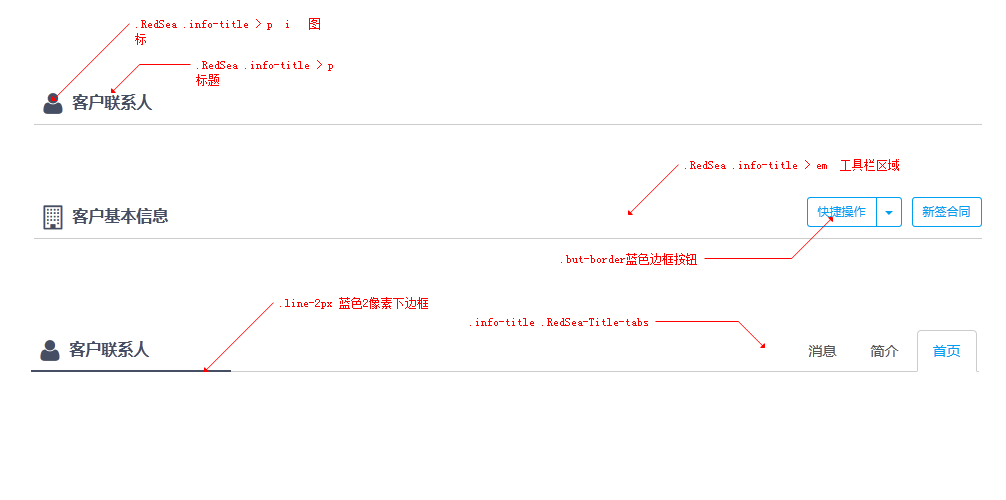 .RedSea .info-title > p i 图
标
.RedSea .info-title > p
标题
客户联系人
.RedSea .info-title > em 工具栏区域
客户基本信息
快捷操作
新签合同
.but-border蓝色边框按钮
.line-2px 蓝色2像素下边框
.info-title .RedSea-Title-tabs
客户联系人
消息
简介
首页